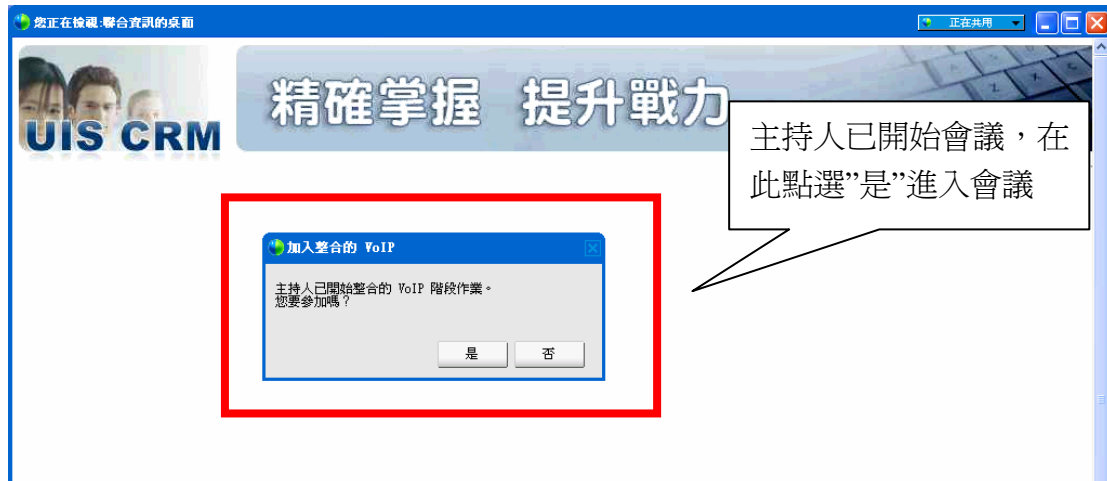 您正在檢視:聯合資訊的桌面
正在共用
UIS CRM
精確掌握 提升戰力
主持人已開始會議，在
此點選”是”進入會議
加入整合的 VoIP
主持人已開始整合的 VoIP 階段作業。
您要參加嗎？
是
否